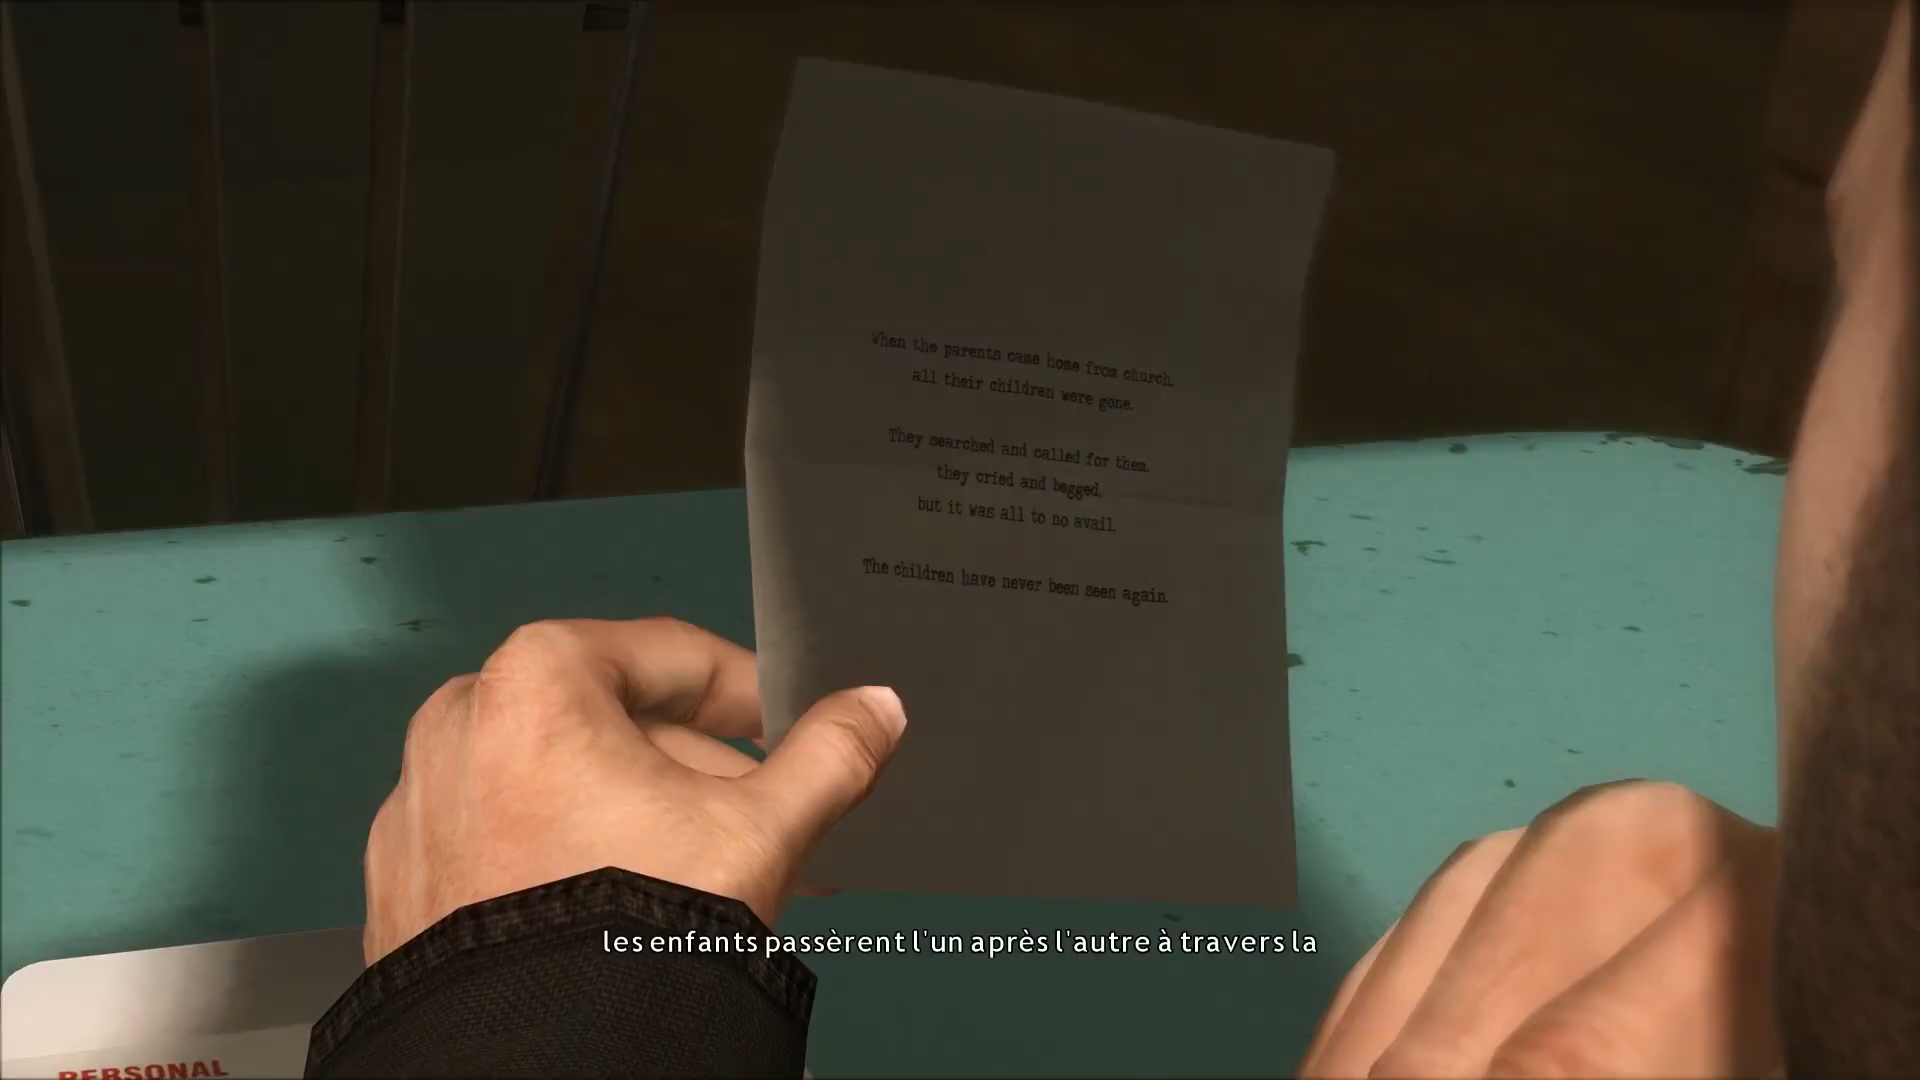 When the parents came home from church,
all their children were gone.
They searched and called for them,
they cried and begged,
but it was all to no avail.
The children have never been seen again.
les enfants passèrent l'un après l'autre à travers la
PERSONAL